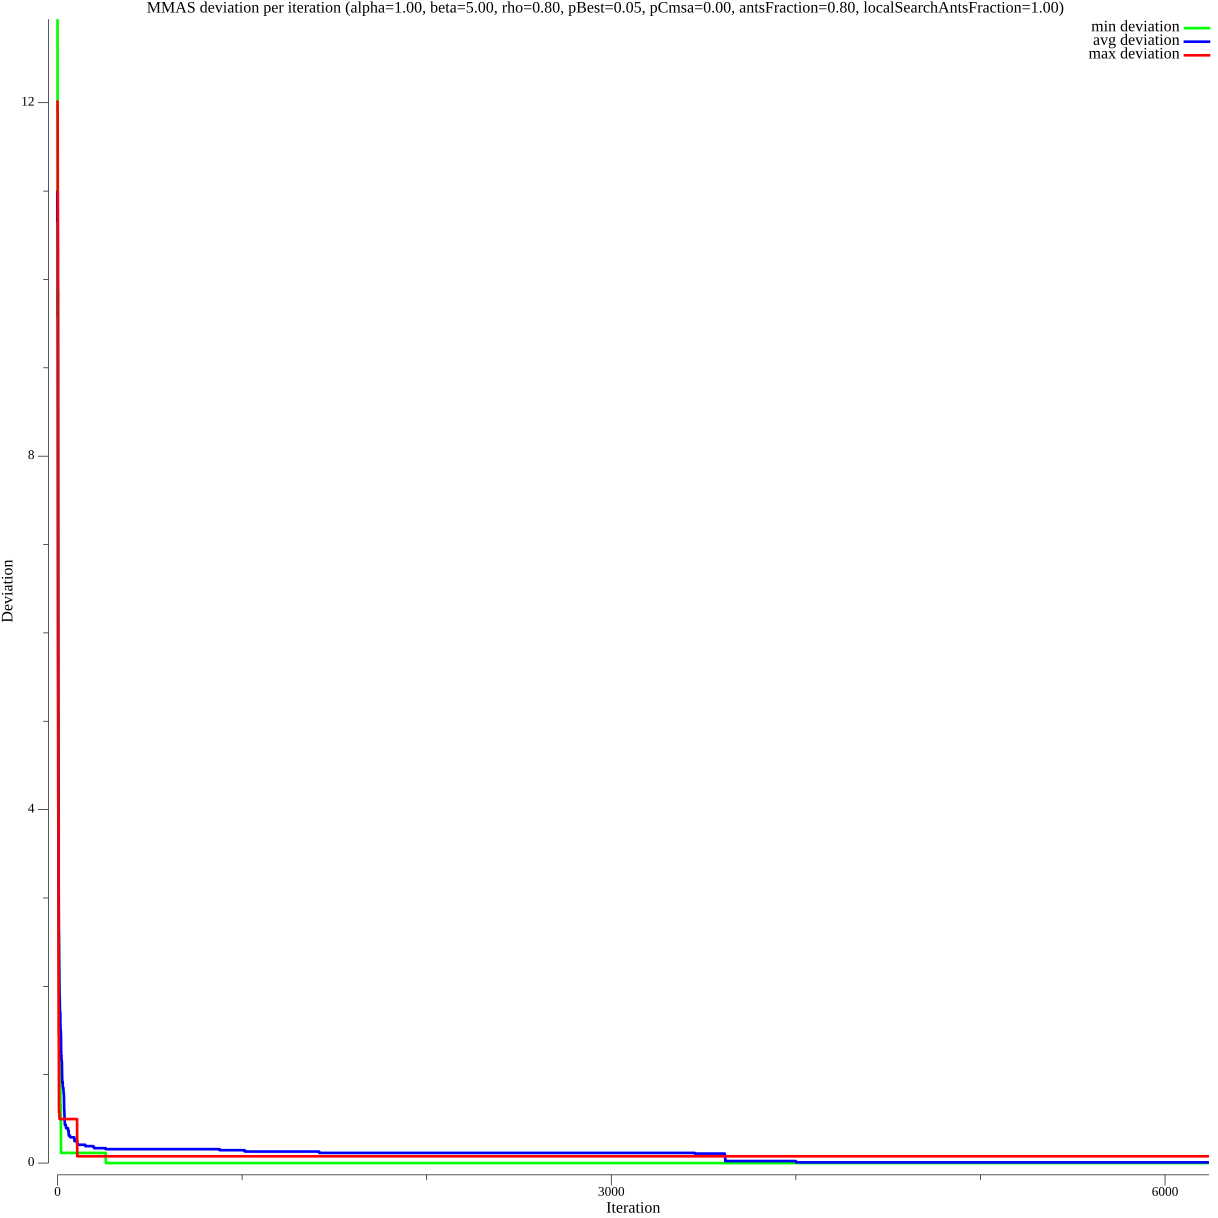 MMAS deviation per iteration (alpha=1.00, beta=5.00, rho=0.80, pBest=0.05, pCmsa=0.00, antsFraction=0.80, localSearchAntsFraction=1.00)
min deviation
avg deviation
max deviation
12
8
4
0
Deviation
0
3000
6000
Iteration